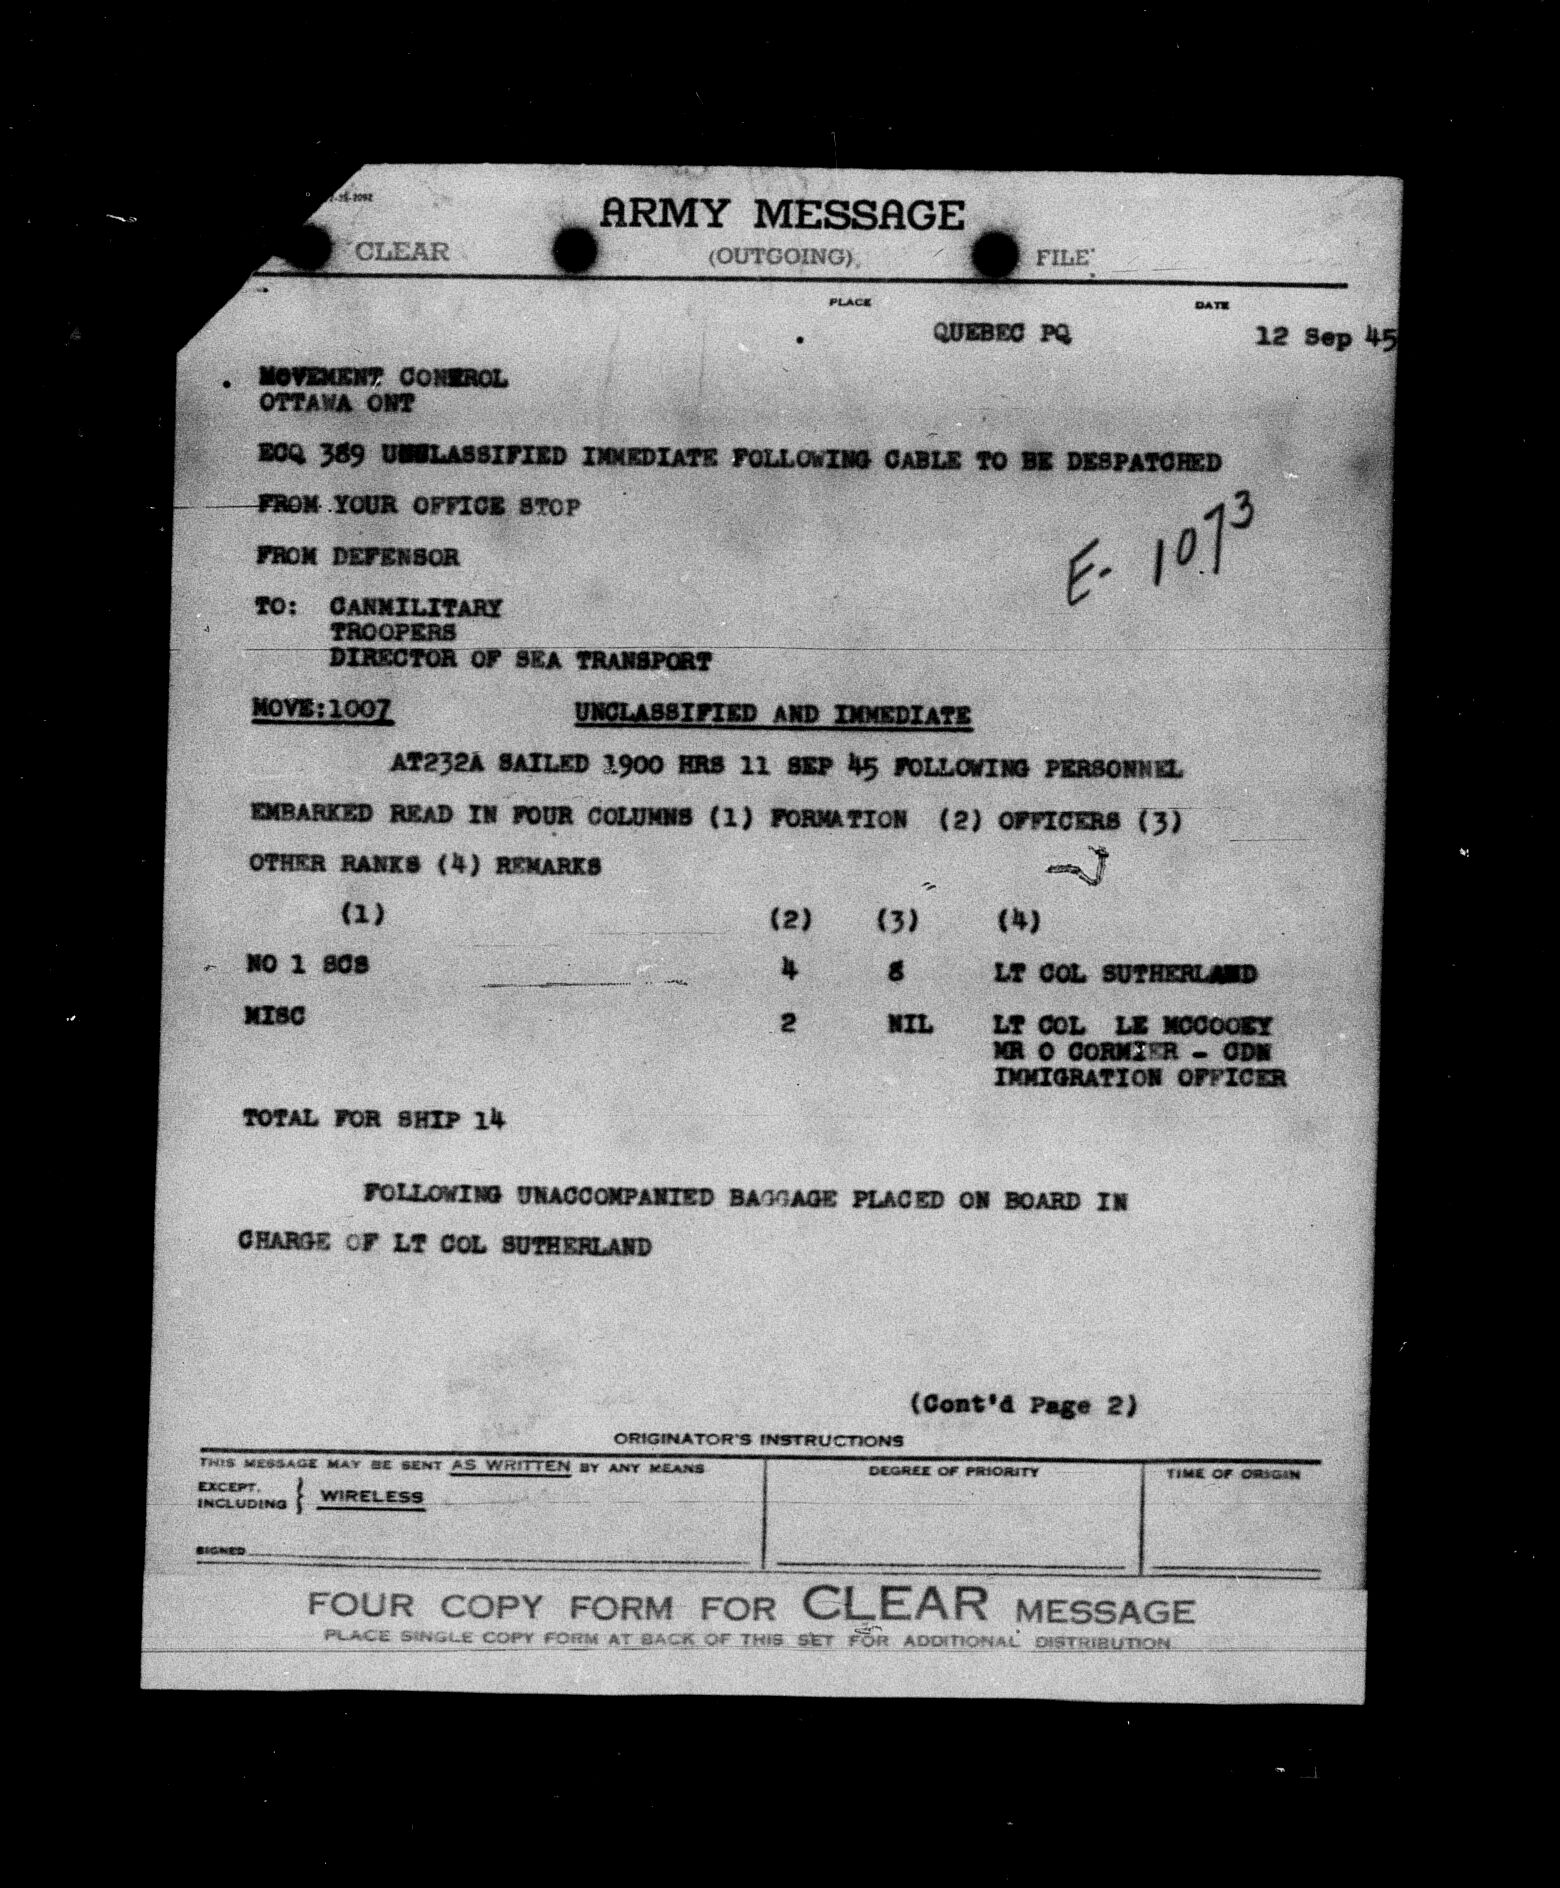 ARMY MESSAGE
CLEAR (OUTGOING) FILE
PLACE DATE
QUEBEC PQ 12 Sep 45
MOVEMENT CONTROL
OTTAWA ONT
ECQ 389 UNCLASSIFIED IMMEDIATE FOLLOWING CABLE TO BE DESPATCHED
FROM YOUR OFFICE STOP
E- 1073
FROM DEFENSOR
TO: CANMILITARY
TROOPERS
DIRECTOR OF SEA TRANSPORT
MOVE:1007 UNCLASSIFIED AND IMMEDIATE
AT232A SAILED 1900 HRS 11 SEP 45 FOLLOWING PERSONNEL
EMBARKED READ IN FOUR COLUMNS (1) FORMATION (2) OFFICERS (3)
OTHER RANKS (4) REMARKS
(1) (2) (3) (4)
NO 1 SCS 4 8 LT COL SUTHERLAND
MISC 2 NIL LT COL LE MCCOOEY
MR O CORMIER - CDN
IMMIGRATION OFFICER
TOTAL FOR SHIP 14
FOLLOWING UNACCOMPANIED BAGGAGE PLACED ON BOARD IN
CHARGE OF LT COL SUTHERLAND
(Cont'd Page 2)
ORIGINATOR'S INSTRUCTIONS
THIS MESSAGE MAY BE SENT AS WRITTEN BY ANY MEANS DEGREE OF PRIORITY TIME OF ORIGIN
EXCEPT.
INCLUDING } WIRELESS
SIGNED
FOUR COPY FORM FOR CLEAR MESSAGE
PLACE SINGLE COPY FORM AT BACK OF THIS SET FOR ADDITIONAL DISTRIBUTION